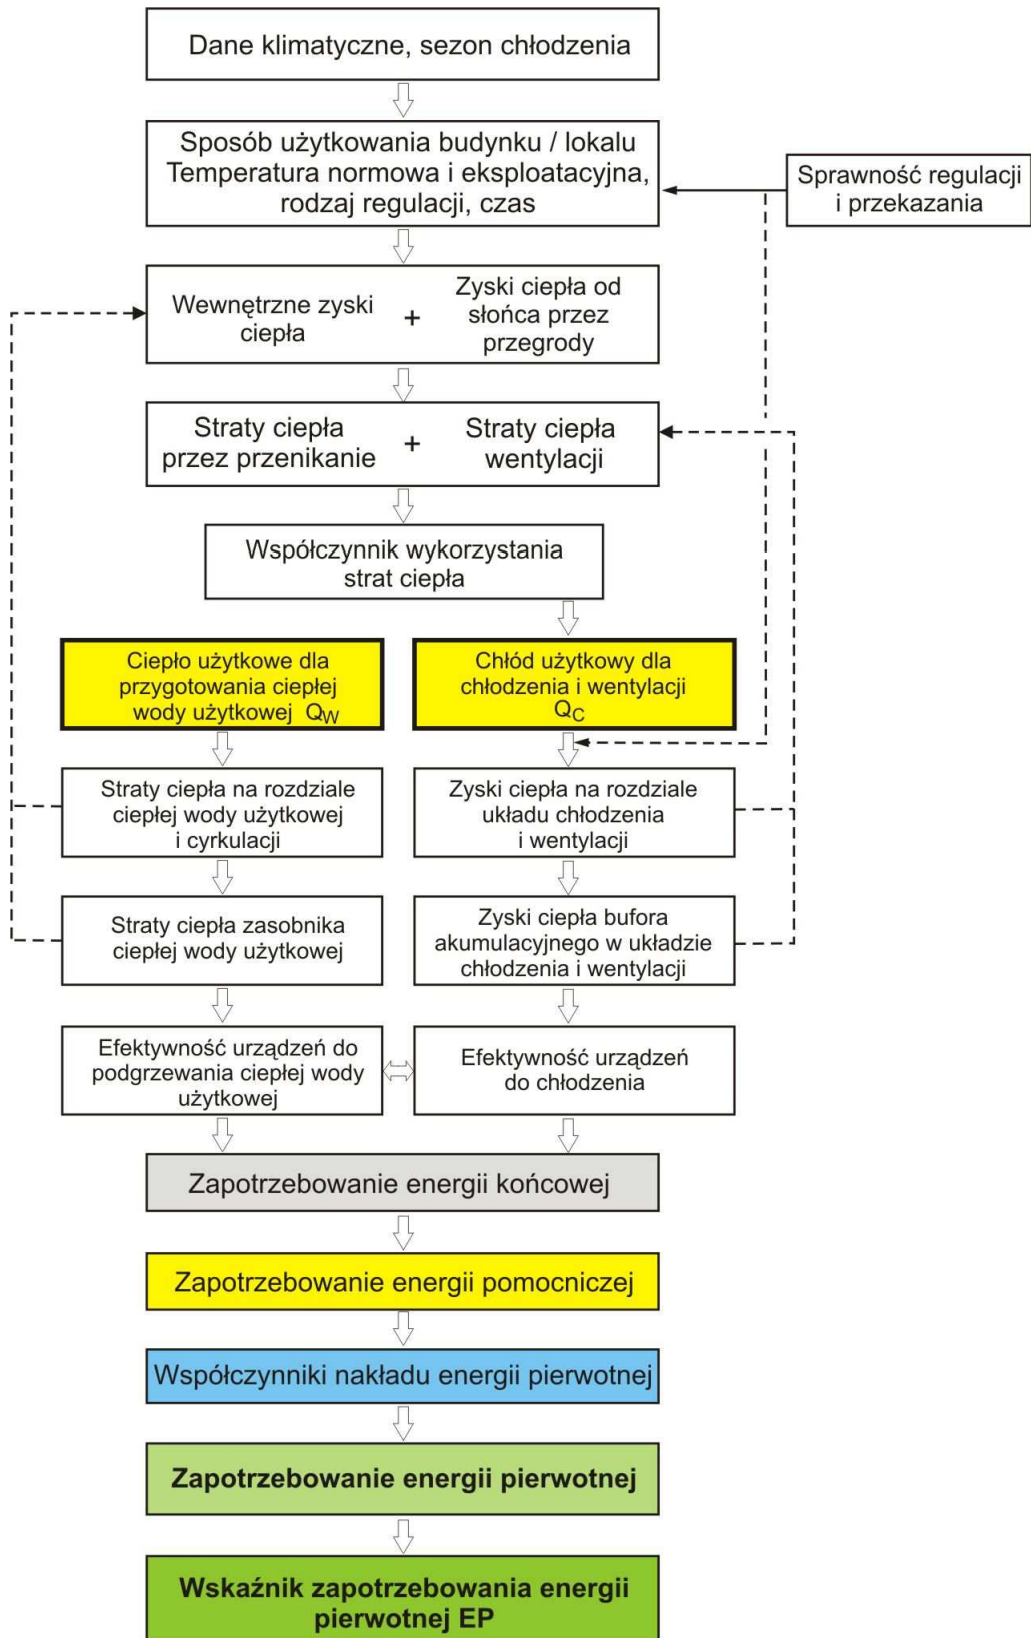 Dane klimatyczne, sezon chłodzenia
Sposób użytkowania budynku / lokalu
Temperatura normowa i eksploatacyjna,
rodzaj regulacji, czas
Sprawność regulacji
i przekazania
Wewnętrzne zyski
ciepła
+
Zyski ciepła od
słońca przez
przegrody
Straty ciepła
przez przenikanie
+
Straty ciepła
wentylacji
Współczynnik wykorzystania
strat ciepła
Ciepło użytkowe dla
przygotowania ciepłej
wody użytkowej QW
Chłód użytkowy dla
chłodzenia i wentylacji
QC
Straty ciepła na rozdziale
ciepłej wody użytkowej
i cyrkulacji
Zyski ciepła na rozdziale
układu chłodzenia
i wentylacji
Straty ciepła zasobnika
ciepłej wody użytkowej
Zyski ciepła bufora
akumulacyjnego w układzie
chłodzenia i wentylacji
Efektywność urządzeń do
podgrzewania ciepłej wody
użytkowej
Efektywność urządzeń
do chłodzenia
Zapotrzebowanie energii końcowej
Zapotrzebowanie energii pomocniczej
Współczynniki nakładu energii pierwotnej
Zapotrzebowanie energii pierwotnej
Wskaźnik zapotrzebowania energii
pierwotnej EP